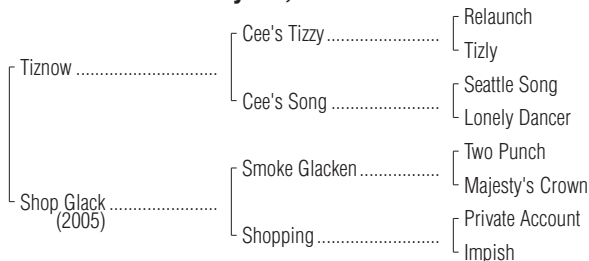 Relaunch
Cee's Tizzy ........................
Tizly
Tiznow ..............................
Seattle Song
Cee's Song .......................
Lonely Dancer
Two Punch
Smoke Glacken .................
Majesty's Crown
Shop Glack .......................
(2005)
Private Account
Shopping ..........................
Impish